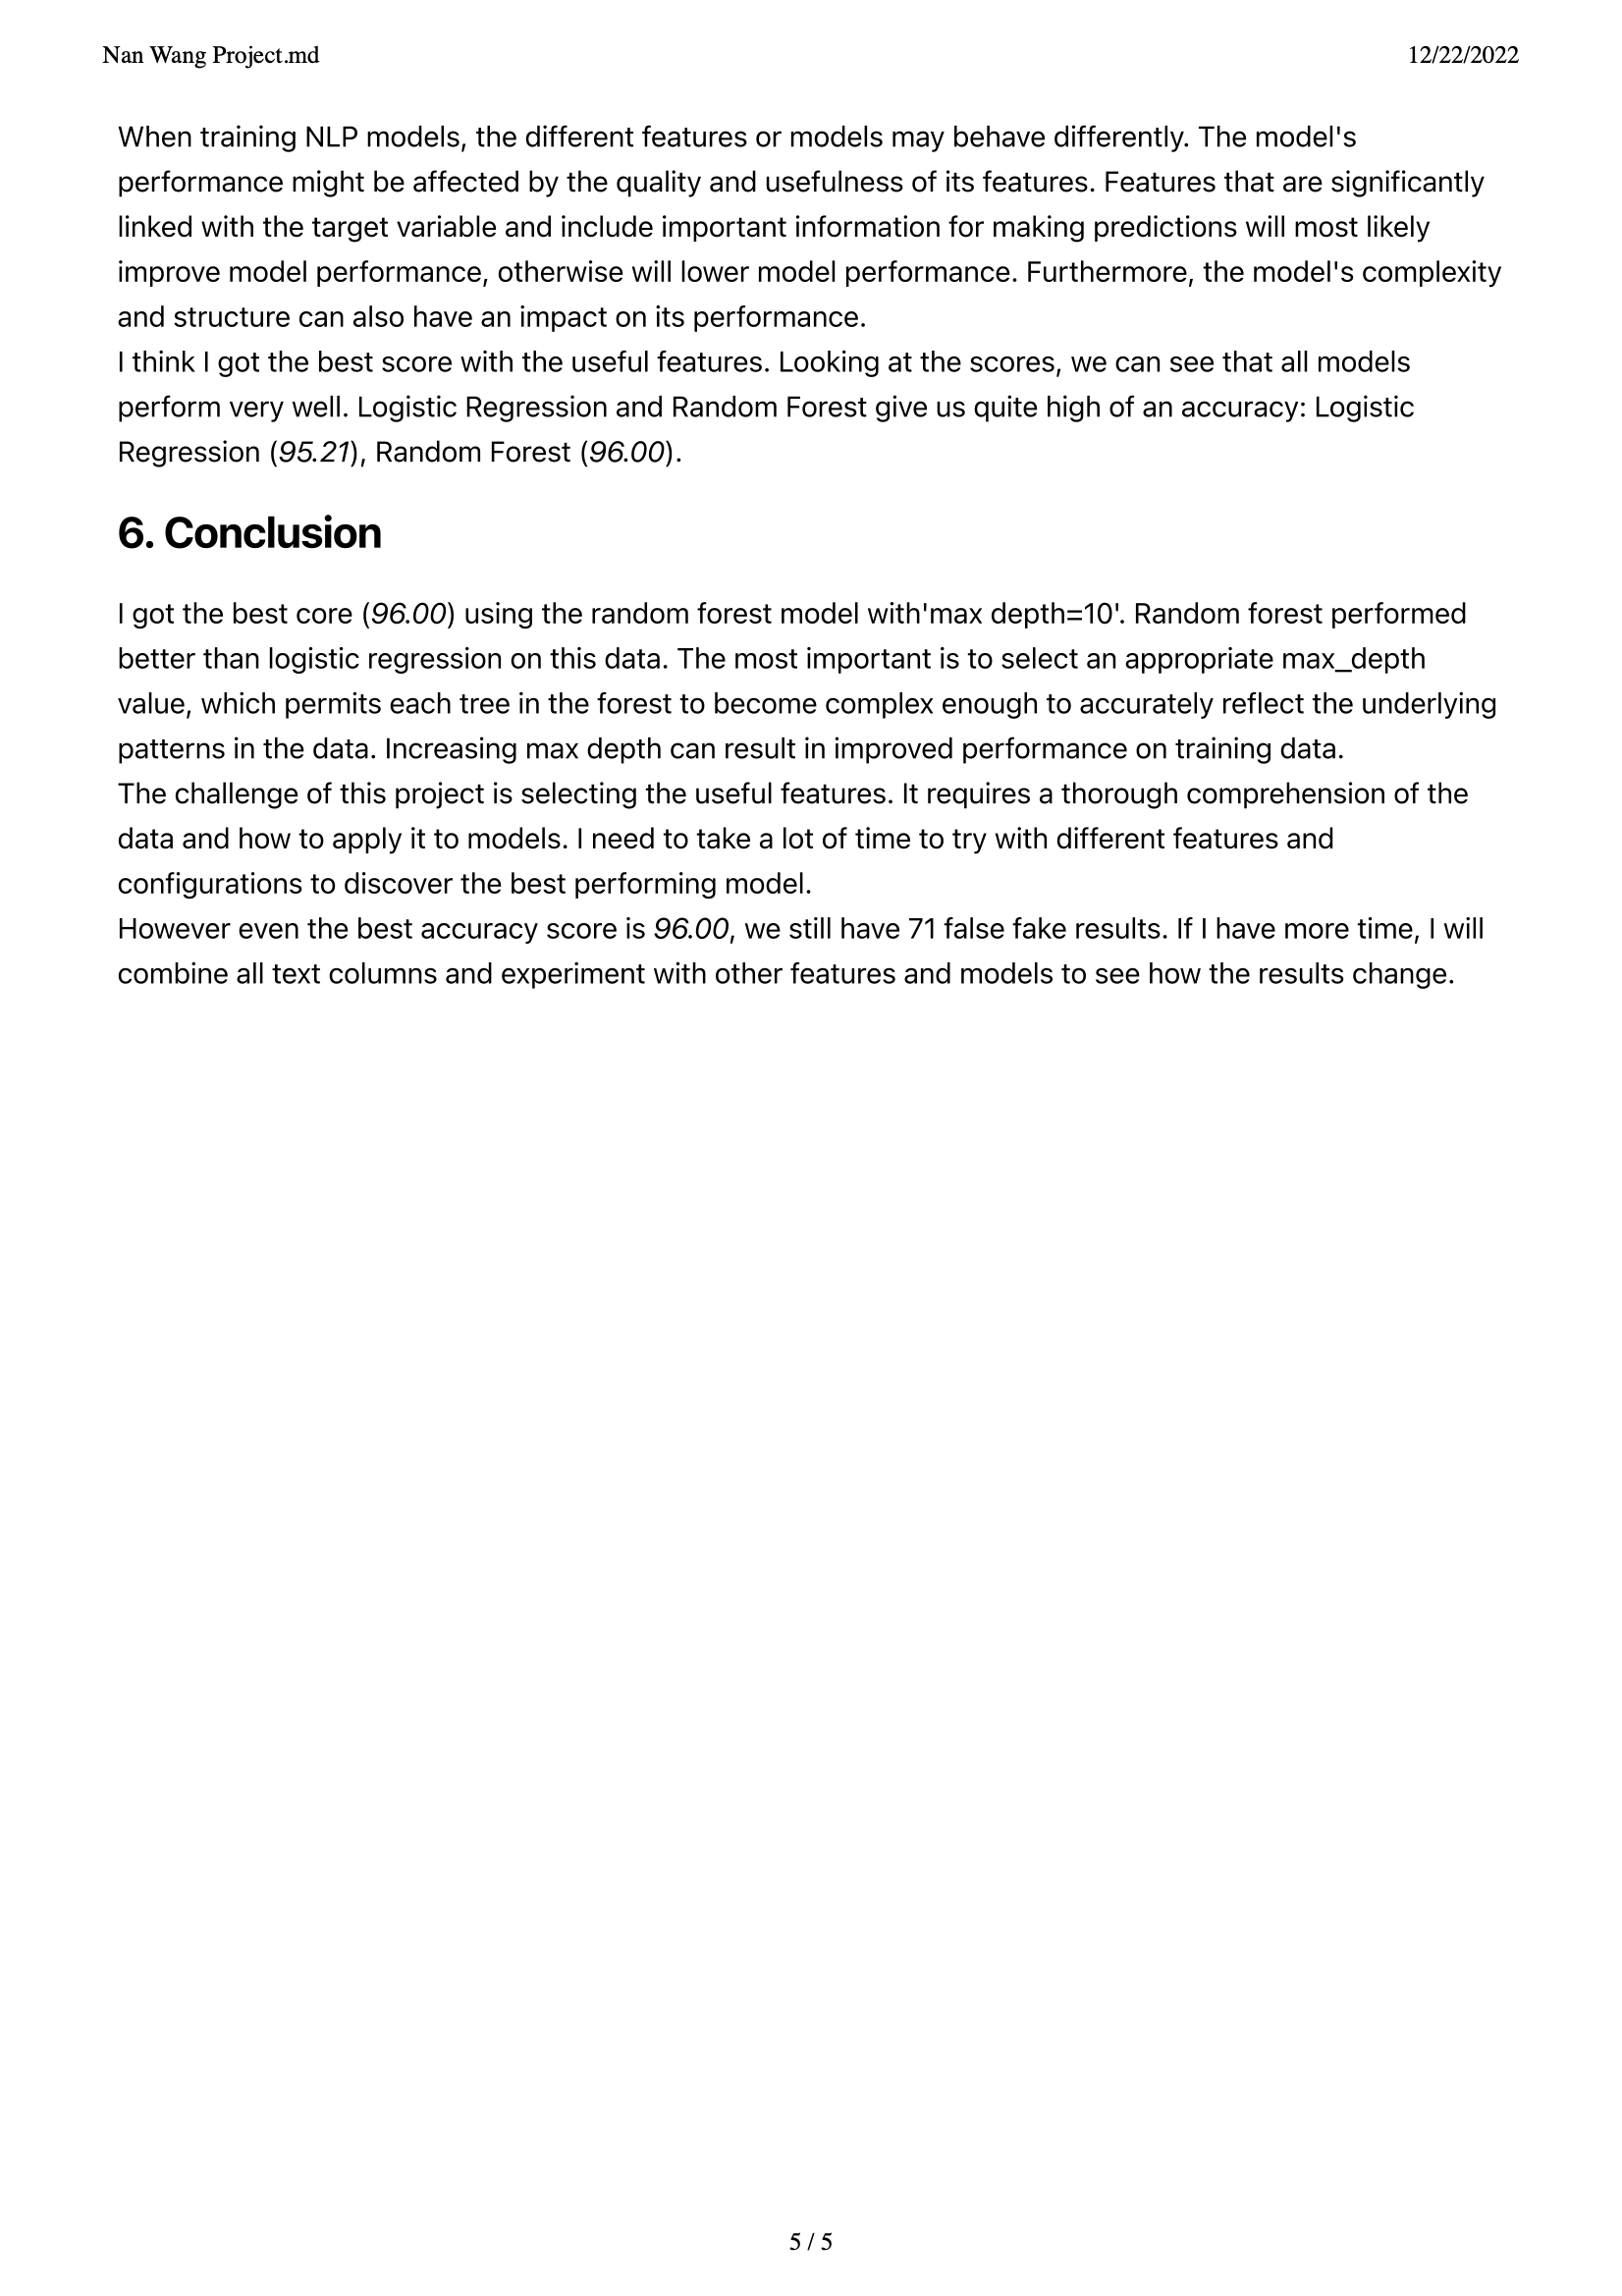 Nan Wang Project.md
12/22/2022
When training NLP models, the different features or models may behave differently. The model's
performance might be affected by the quality and usefulness of its features. Features that are significantly
linked with the target variable and include important information for making predictions will most likely
improve model performance, otherwise will lower model performance. Furthermore, the model's complexity
and structure can also have an impact on its performance.
I think I got the best score with the useful features. Looking at the scores, we can see that all models
perform very well. Logistic Regression and Random Forest give us quite high of an accuracy: Logistic
Regression (95.21), Random Forest (96.00).
6. Conclusion
I got the best core (96.00) using the random forest model with'max depth=10'. Random forest performed
better than logistic regression on this data. The most important is to select an appropriate max_depth
value, which permits each tree in the forest to become complex enough to accurately reflect the underlying
patterns in the data. Increasing max depth can result in improved performance on training data.
The challenge of this project is selecting the useful features. It requires a thorough comprehension of the
data and how to apply it to models. I need to take a lot of time to try with different features and
configurations to discover the best performing model.
However even the best accuracy score is 96.00, we still have 71 false fake results. If I have more time, I will
combine all text columns and experiment with other features and models to see how the results change.
5 / 5